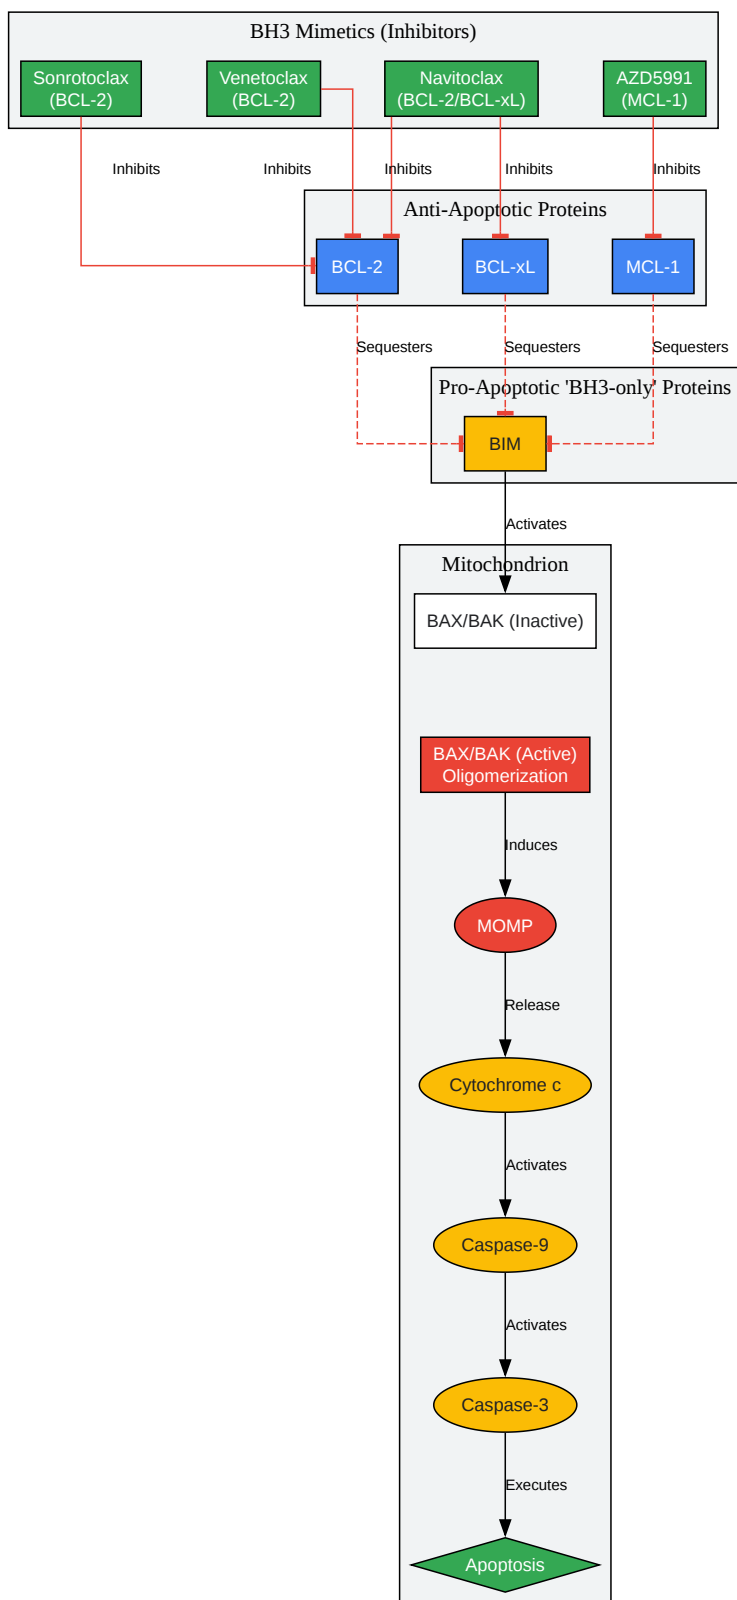 BH3 Mimetics (Inhibitors)
Sonrotoclax
(BCL-2)
Venetoclax
(BCL-2)
Navitoclax
(BCL-2/BCL-xL)
AZD5991
(MCL-1)
Inhibits
Inhibits
Inhibits
Inhibits
Inhibits
Anti-Apoptotic Proteins
BCL-2
BCL-xL
MCL-1
Sequesters
Sequesters
Sequesters
Pro-Apoptotic 'BH3-only' Proteins
BIM
Activates
Mitochondrion
BAX/BAK (Inactive)
BAX/BAK (Active)
Oligomerization
Induces
MOMP
Release
Cytochrome c
Activates
Caspase-9
Activates
Caspase-3
Executes
Apoptosis